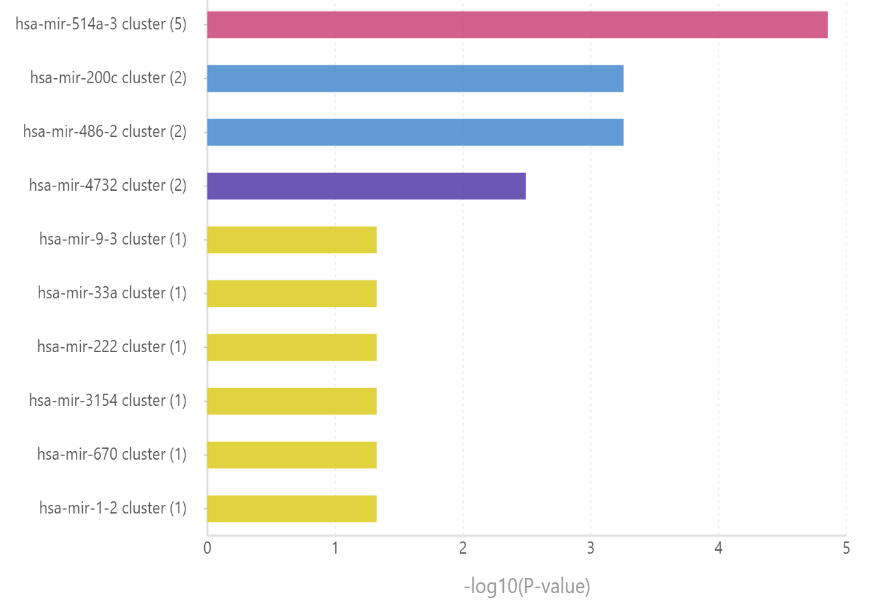 hsa-mir-514a-3 cluster (5)
hsa-mir-200c cluster (2)
hsa-mir-486-2 cluster (2)
hsa-mir-4732 cluster (2)
hsa-mir-9-3 cluster (1)
hsa-mir-33a cluster (1)
hsa-mir-222 cluster (1)
hsa-mir-3154 cluster (1)
hsa-mir-670 cluster (1)
hsa-mir-1-2 cluster (1)
0 1 2 3 4 5
-log10(P-value)